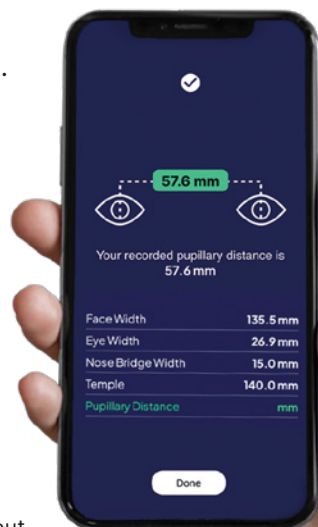 57.6 mm
Your recorded pupillary distance is
57.6 mm
Face Width 135.5 mm
Eye Width 26.9 mm
Nose Bridge Width 15.0 mm
Temple 140.0 mm
Pupillary Distance mm
Done